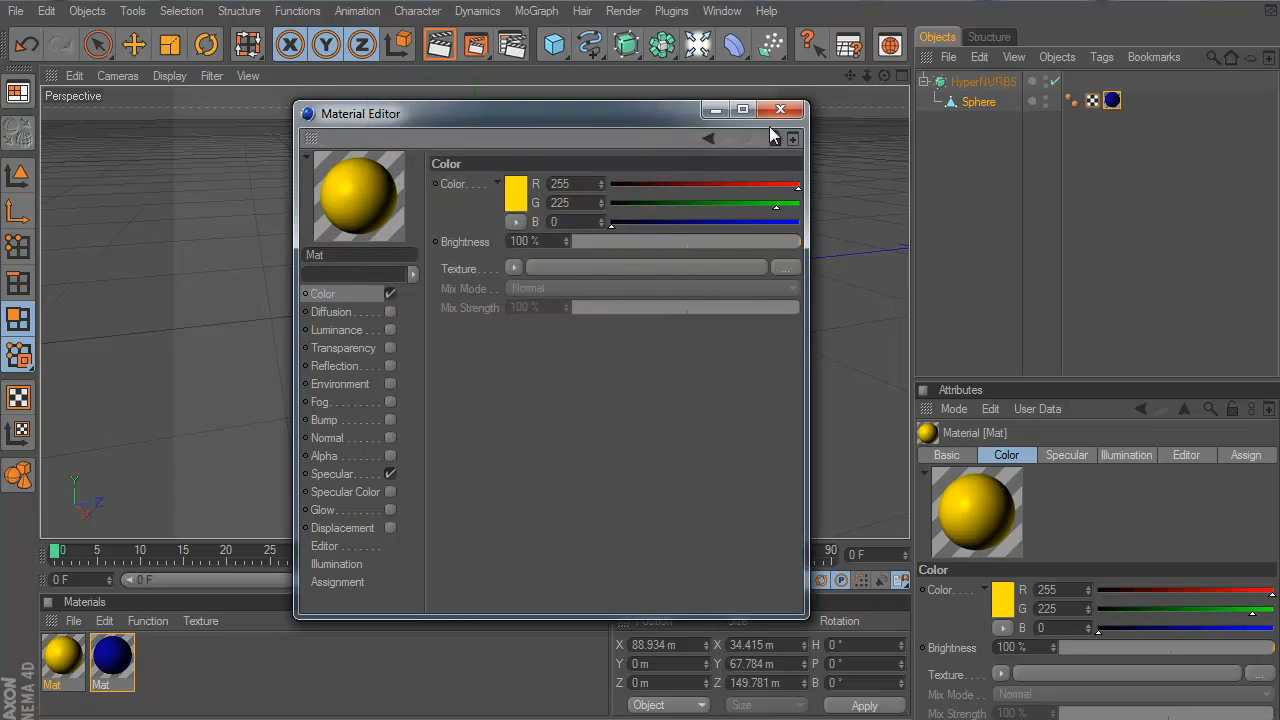 File Edit Objects Tools Selection Structure Functions Animation Character Dynamics MoGraph Hair Render Plugins Window Help
X Y Z
Objects Structure
File Edit View Objects Tags Bookmarks
Edit Cameras Display Filter View
Perspective
HyperNURBS
Sphere
Material Editor
Color
Color. . . . R 255
G 225
B 0
Brightness 100 %
Texture. . . . ...
Mix Mode . . Normal
Mix Strength 100 %
Mat
Color
Diffusion . . . . .
Luminance . . .
Transparency
Reflection. . . .
Environment
Fog. . . . . . . . .
Bump . . . . . . .
Normal . . . . . .
Alpha . . . . . . .
Specular. . . . .
Specular Color
Glow. . . . . . . .
Displacement
Editor . . . . . . .
Illumination
Assignment
Attributes
Mode Edit User Data
Material [Mat]
Basic Color Specular Illumination Editor Assign
Color
Color. . . . R 255
G 225
B 0
Brightness 100 %
Texture. . . . ...
Mix Mode . . Normal
Mix Strength 100 %
Y
Z
X
0 5 10 15 20 25 90 0 F
0 F 0 F
Materials
File Edit Function Texture
Mat Mat
Position Size Rotation
X 88.934 m X 34.415 m H 0 °
Y 0 m Y 67.784 m P 0 °
Z 0 m Z 149.781 m B 0 °
Object Size Apply